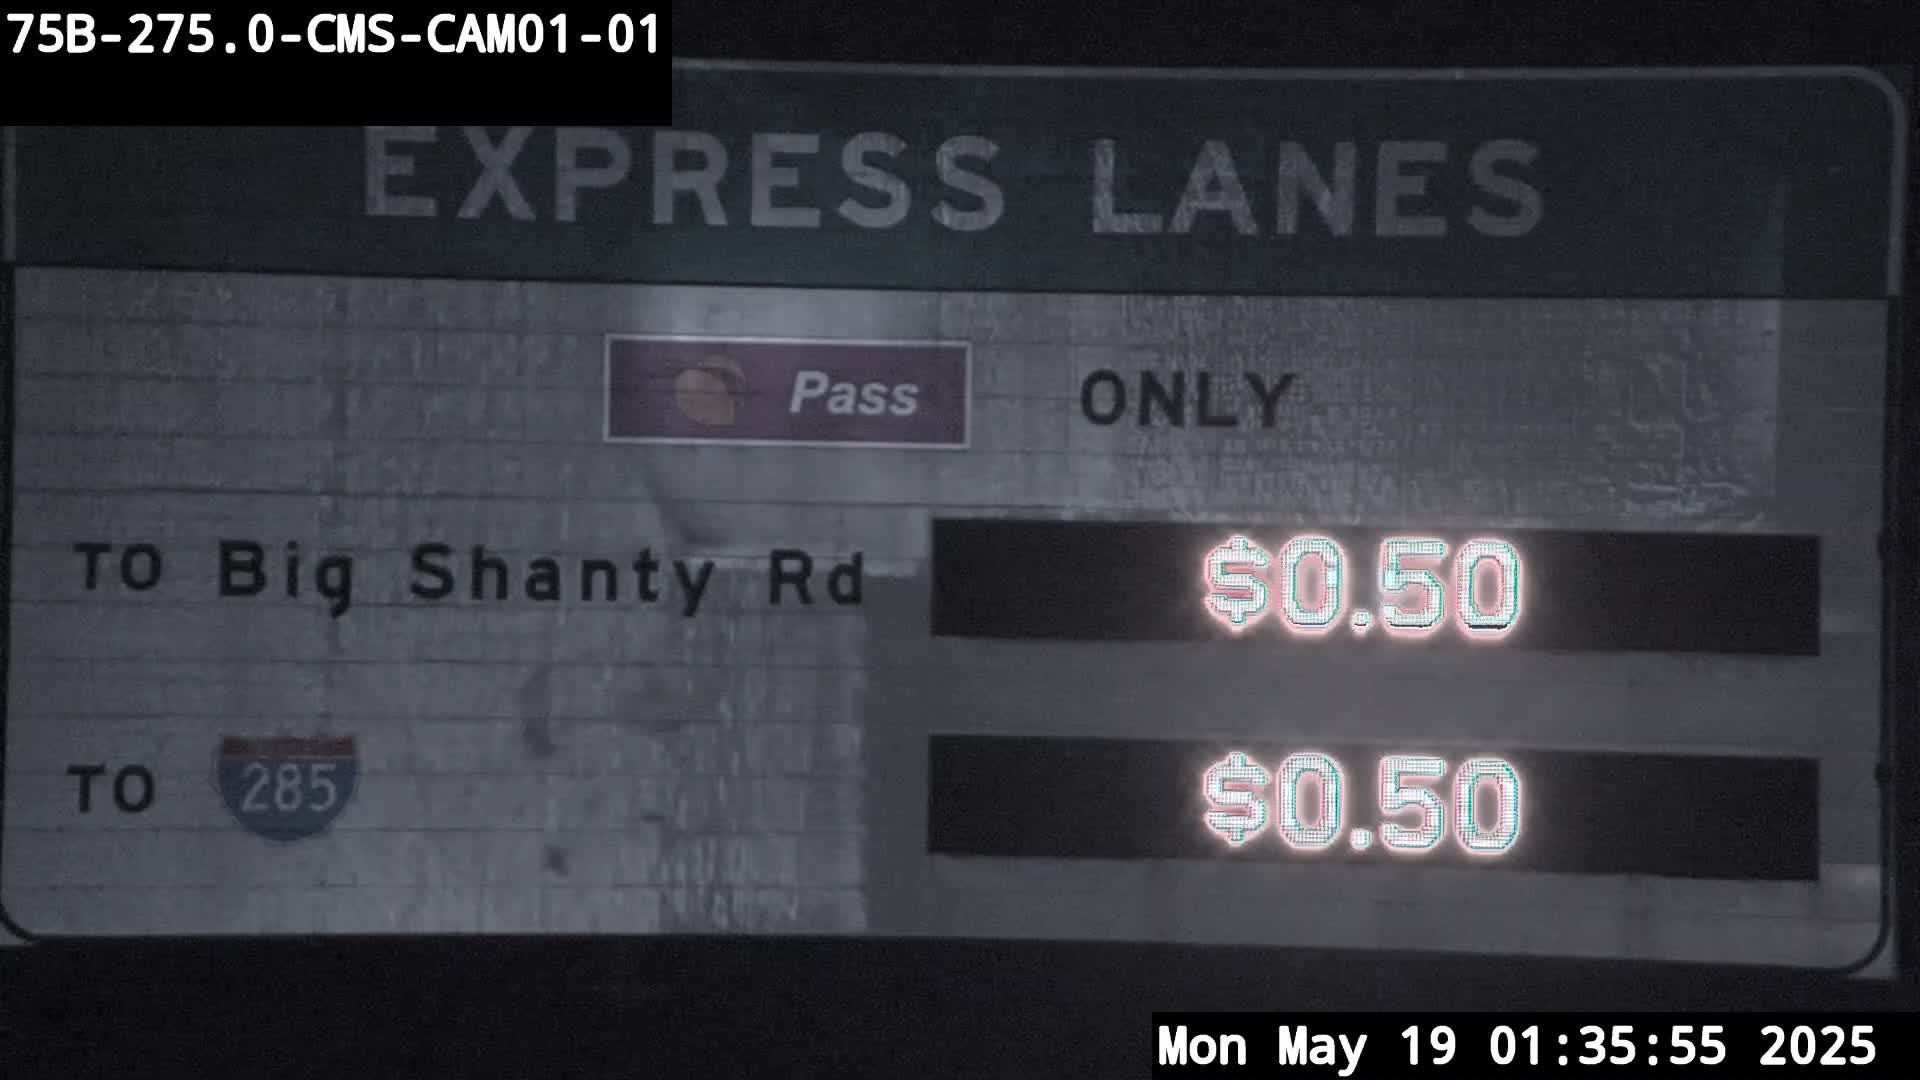 75B-275.0-CMS-CAM01-01
EXPRESS LANES
Pass ONLY
TO Big Shanty Rd $0.50
TO 285 $0.50
Mon May 19 01:35:55 2025